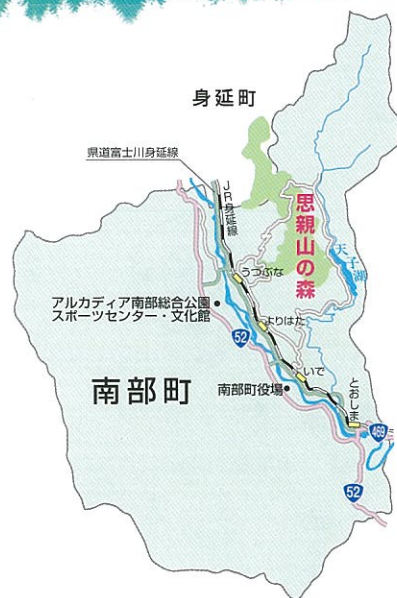 身延町
県道富士川身延線
JR身延線
思親山の森
天子湖
うつぶな
アルカディア南部総合公園
スポーツセンター・文化館
よりはた
52
いで
南部町
南部町役場
とおしま
469
52